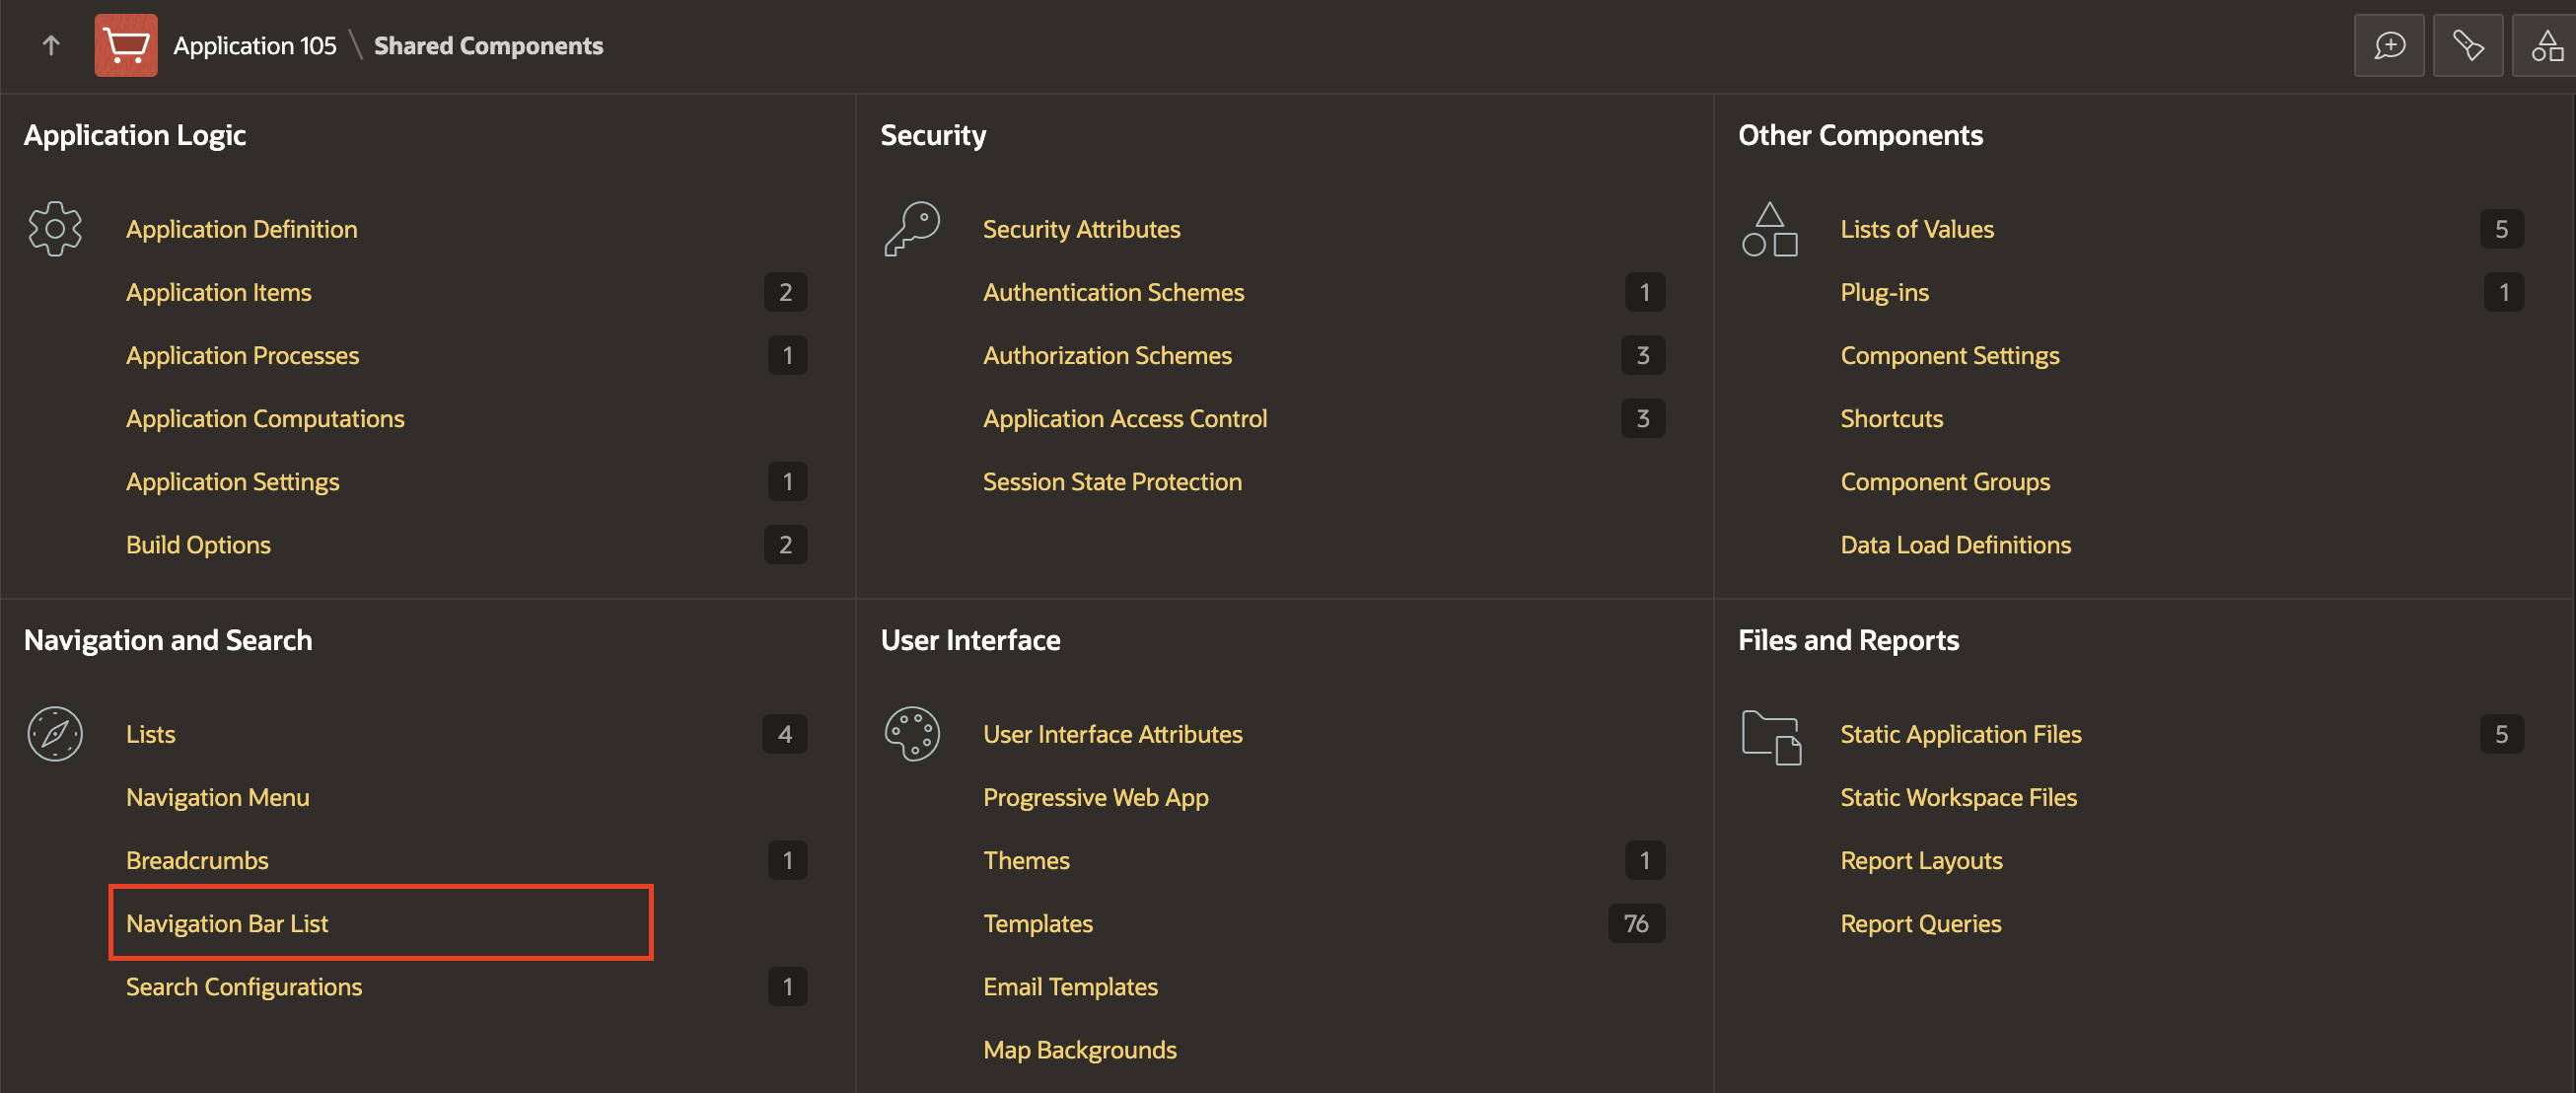 Application 105 \ Shared Components
Application Logic
Application Definition
Application Items 2
Application Processes 1
Application Computations
Application Settings 1
Build Options 2
Security
Security Attributes
Authentication Schemes 1
Authorization Schemes 3
Application Access Control 3
Session State Protection
Other Components
Lists of Values 5
Plug-ins 1
Component Settings
Shortcuts
Component Groups
Data Load Definitions
Navigation and Search
Lists 4
Navigation Menu
Breadcrumbs 1
Navigation Bar List
Search Configurations 1
User Interface
User Interface Attributes
Progressive Web App
Themes 1
Templates 76
Email Templates
Map Backgrounds
Files and Reports
Static Application Files 5
Static Workspace Files
Report Layouts
Report Queries